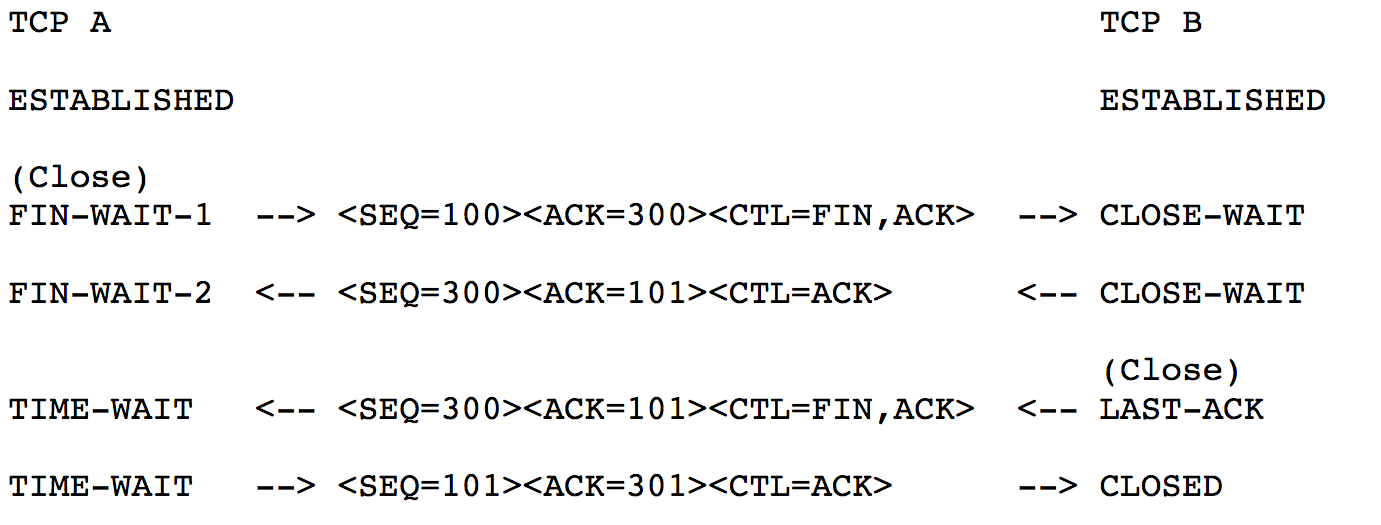 TCP A                                                TCP B
ESTABLISHED                                          ESTABLISHED
(Close)
FIN-WAIT-1  --> <SEQ=100><ACK=300><CTL=FIN,ACK>  --> CLOSE-WAIT
FIN-WAIT-2  <-- <SEQ=300><ACK=101><CTL=ACK>      <-- CLOSE-WAIT
                                                     (Close)
TIME-WAIT   <-- <SEQ=300><ACK=101><CTL=FIN,ACK>  <-- LAST-ACK
TIME-WAIT   --> <SEQ=101><ACK=301><CTL=ACK>      --> CLOSED